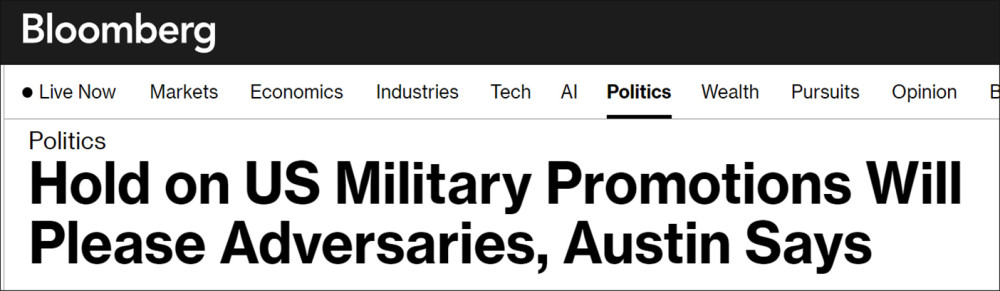 Bloomberg
• Live Now Markets Economics Industries Tech AI Politics Wealth Pursuits Opinion
Politics
Hold on US Military Promotions Will
Please Adversaries, Austin Says